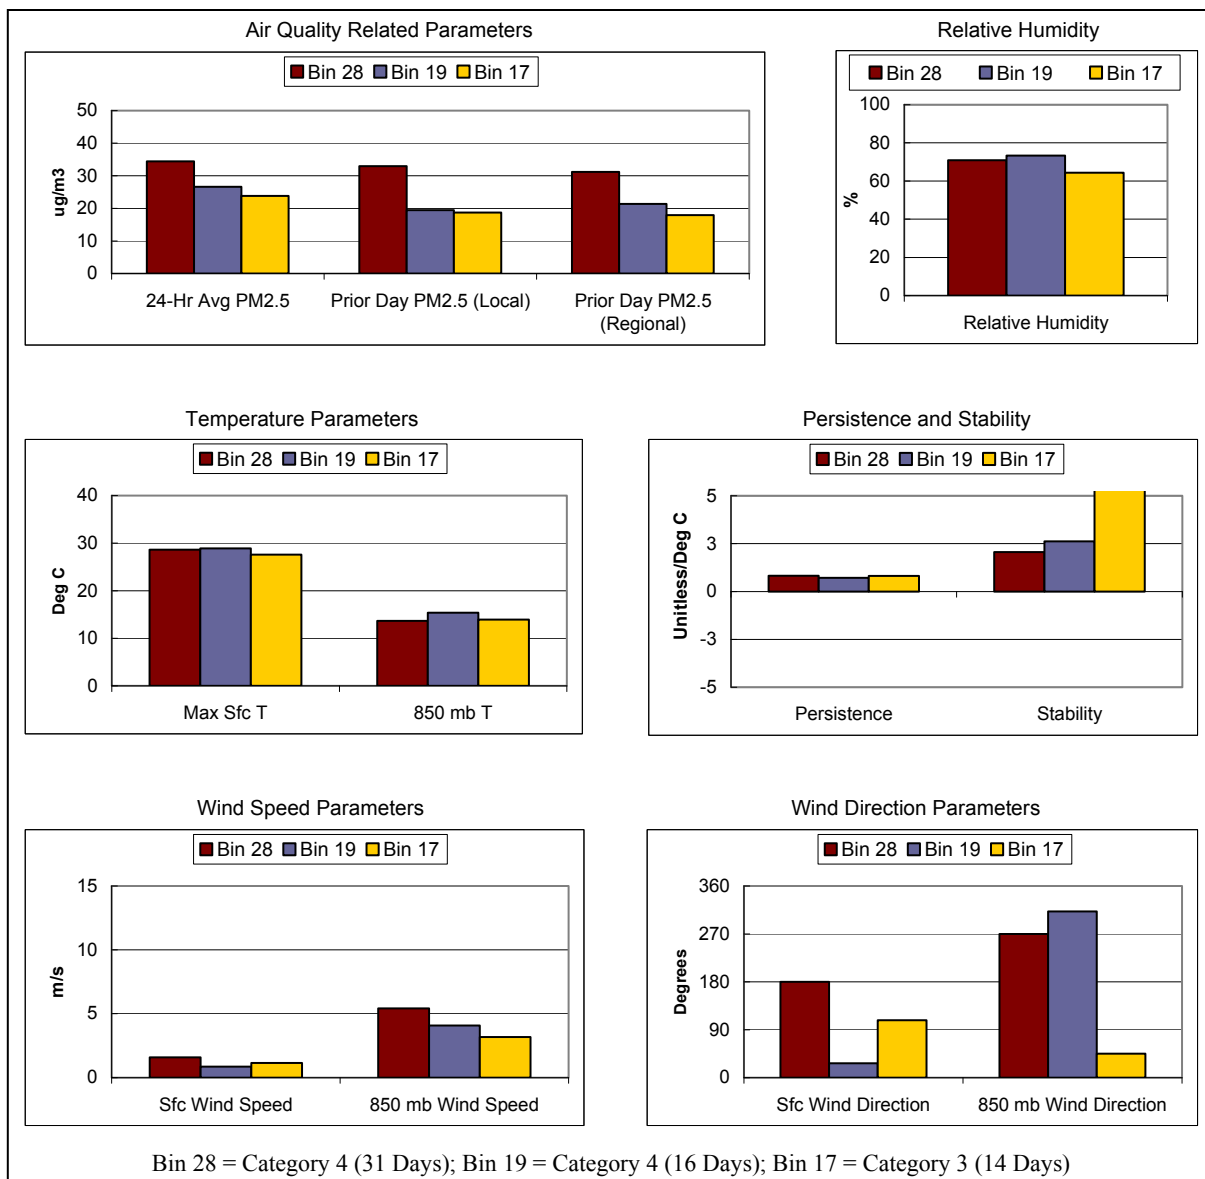 Air Quality Related Parameters
Bin 28 Bin 19 Bin 17
50
40
30
20
10
0
ug/m3
24-Hr Avg PM2.5 Prior Day PM2.5 (Local) Prior Day PM2.5
(Regional)
Relative Humidity
Bin 28 Bin 19 Bin 17
100
80
60
40
20
0
%
Relative Humidity
Temperature Parameters
Bin 28 Bin 19 Bin 17
40
30
20
10
0
Deg C
Max Sfc T 850 mb T
Persistence and Stability
Bin 28 Bin 19 Bin 17
5
3
0
-3
-5
Unitless/Deg C
Persistence Stability
Wind Speed Parameters
Bin 28 Bin 19 Bin 17
15
10
5
0
m/s
Sfc Wind Speed 850 mb Wind Speed
Wind Direction Parameters
Bin 28 Bin 19 Bin 17
360
270
180
90
0
Degrees
Sfc Wind Direction 850 mb Wind Direction
Bin 28 = Category 4 (31 Days); Bin 19 = Category 4 (16 Days); Bin 17 = Category 3 (14 Days)